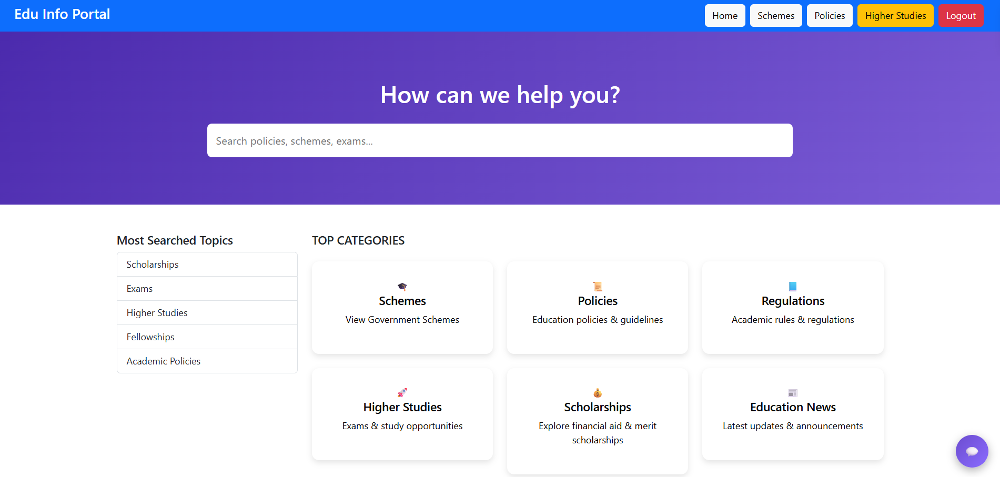 Edu Info Portal
Home
Schemes
Policies
Higher Studies
Logout
How can we help you?
Search policies, schemes, exams...
Most Searched Topics
Scholarships
Exams
Higher Studies
Fellowships
Academic Policies
TOP CATEGORIES
Schemes
View Government Schemes
Policies
Education policies & guidelines
Regulations
Academic rules & regulations
Higher Studies
Exams & study opportunities
Scholarships
Explore financial aid & merit
scholarships
Education News
Latest updates & announcements